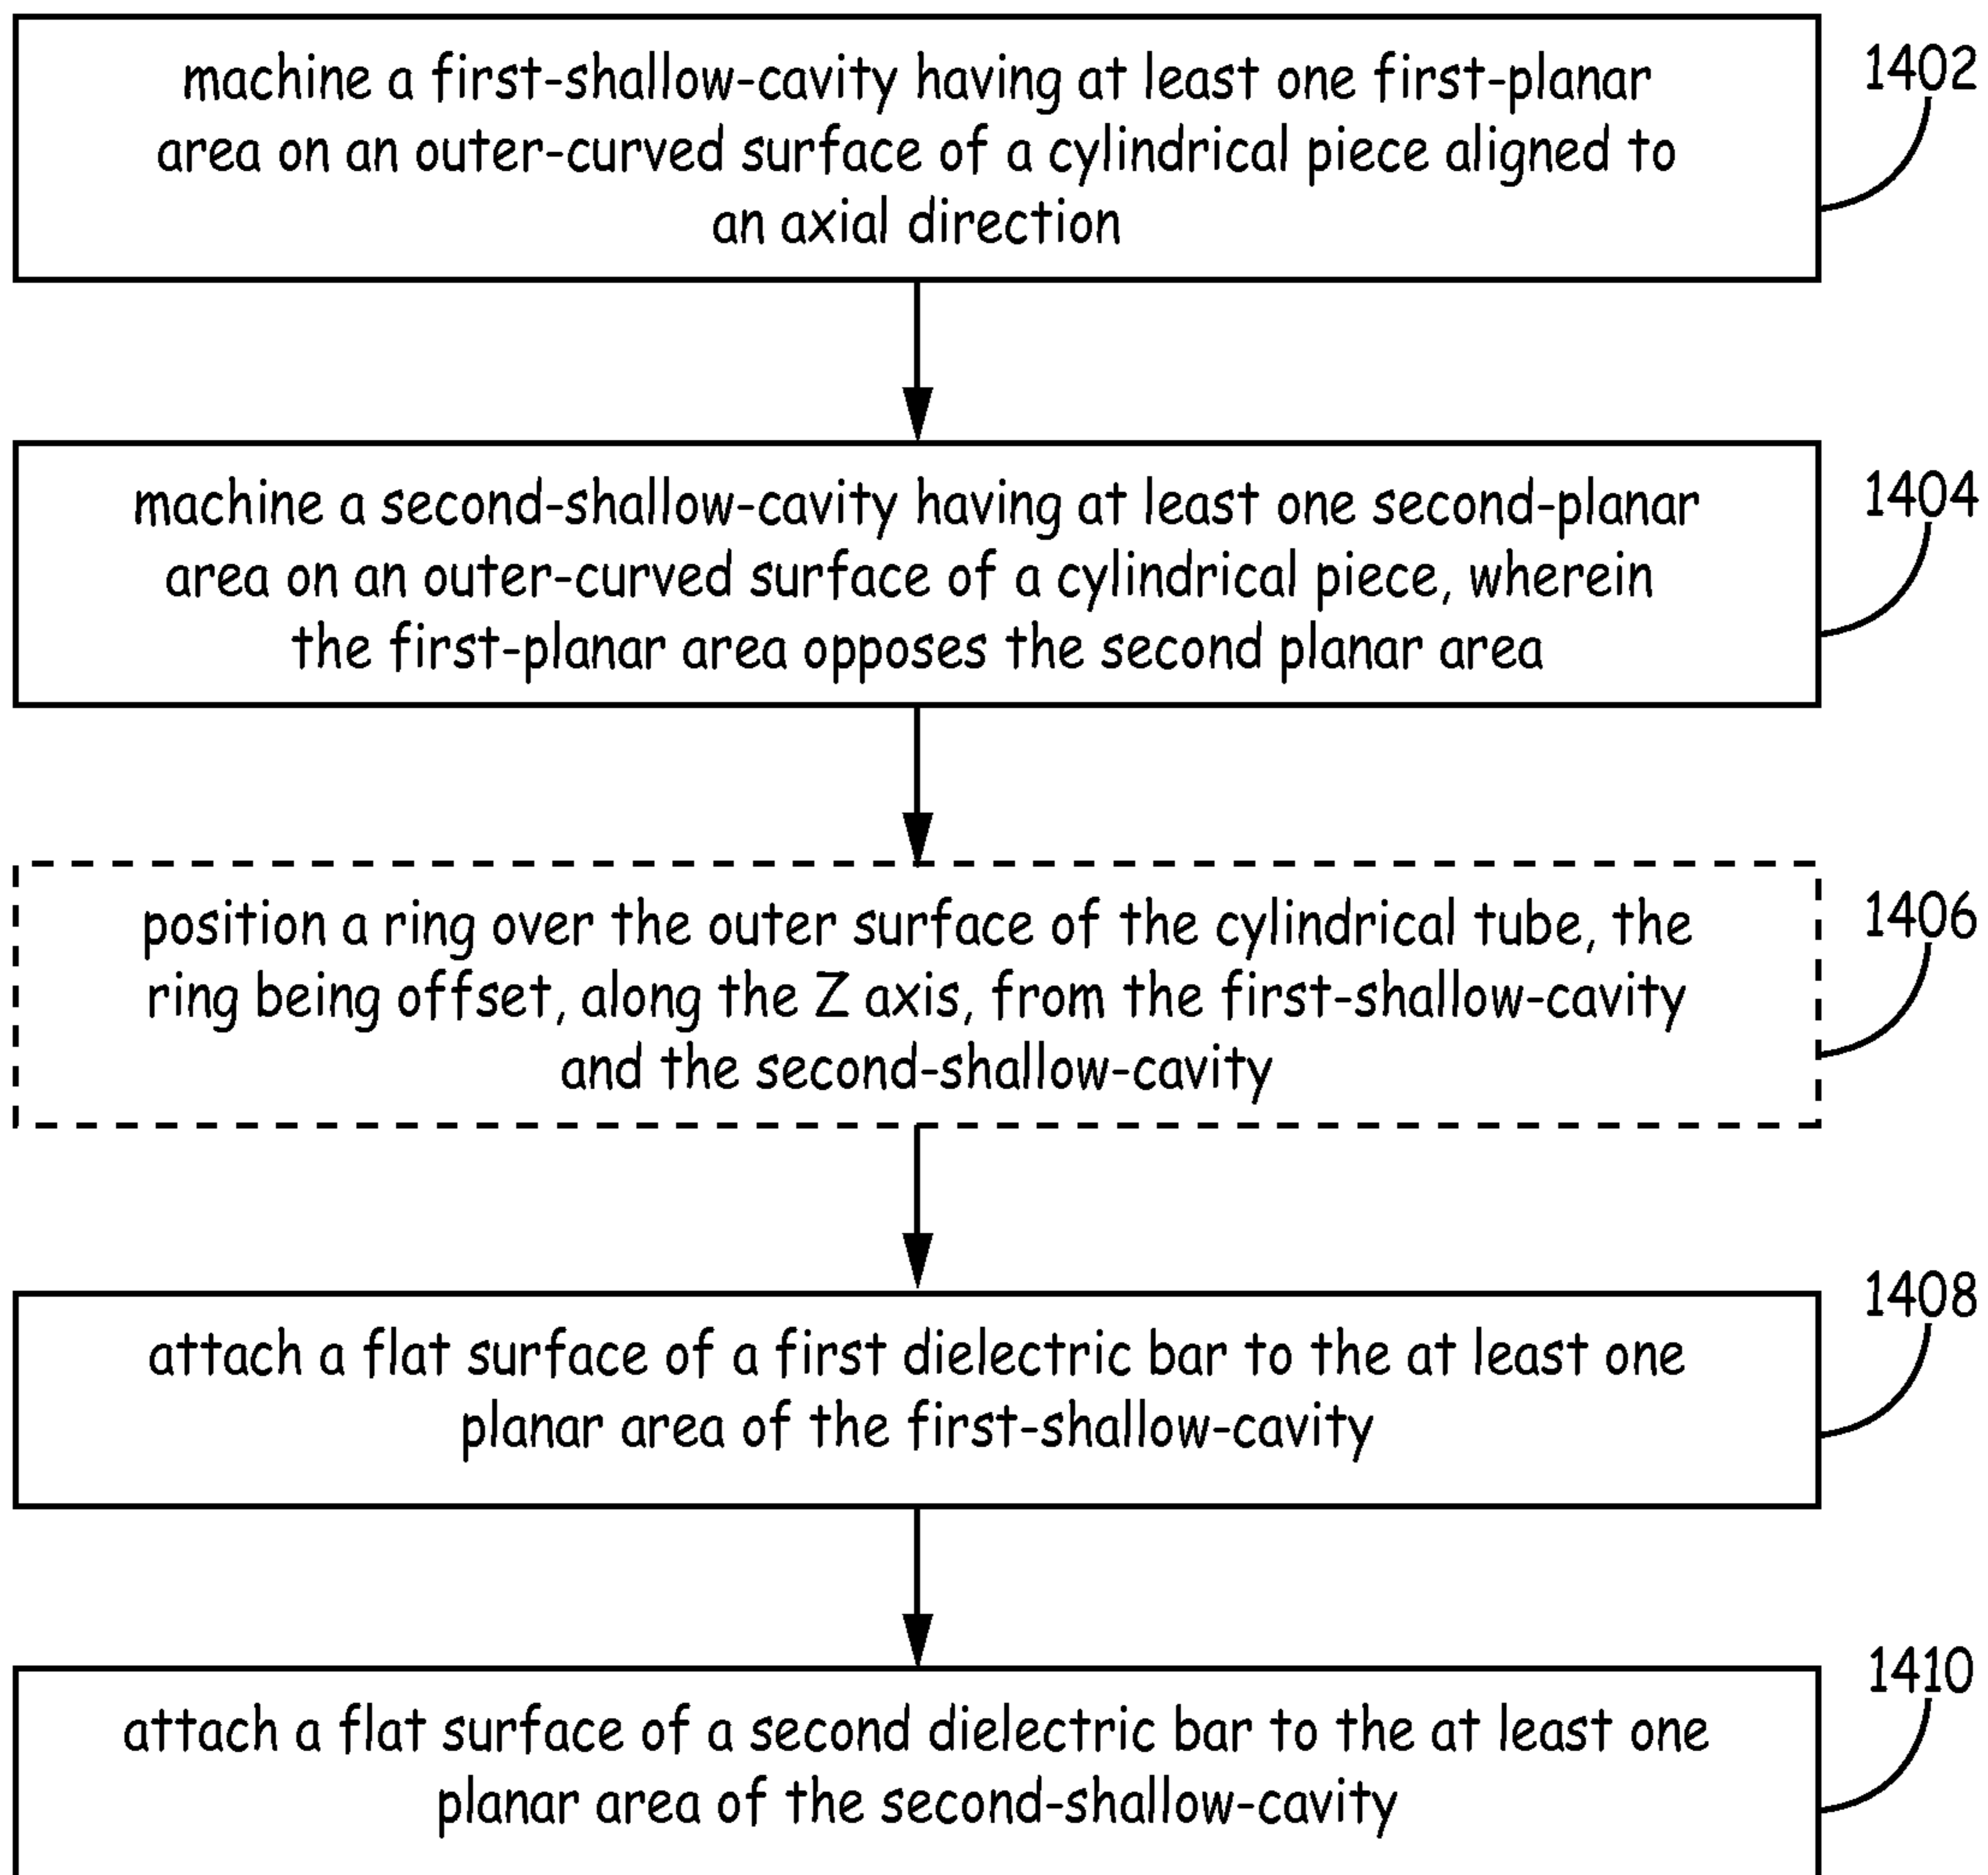 machine a first-shallow-cavity having at least one first-planar
area on an outer-curved surface of a cylindrical piece aligned to
an axial direction
1402
machine a second-shallow-cavity having at least one second-planar
area on an outer-curved surface of a cylindrical piece, wherein
the first-planar area opposes the second planar area
1404
position a ring over the outer surface of the cylindrical tube, the
ring being offset, along the Z axis, from the first-shallow-cavity
and the second-shallow-cavity
1406
attach a flat surface of a first dielectric bar to the at least one
planar area of the first-shallow-cavity
1408
attach a flat surface of a second dielectric bar to the at least one
planar area of the second-shallow-cavity
1410